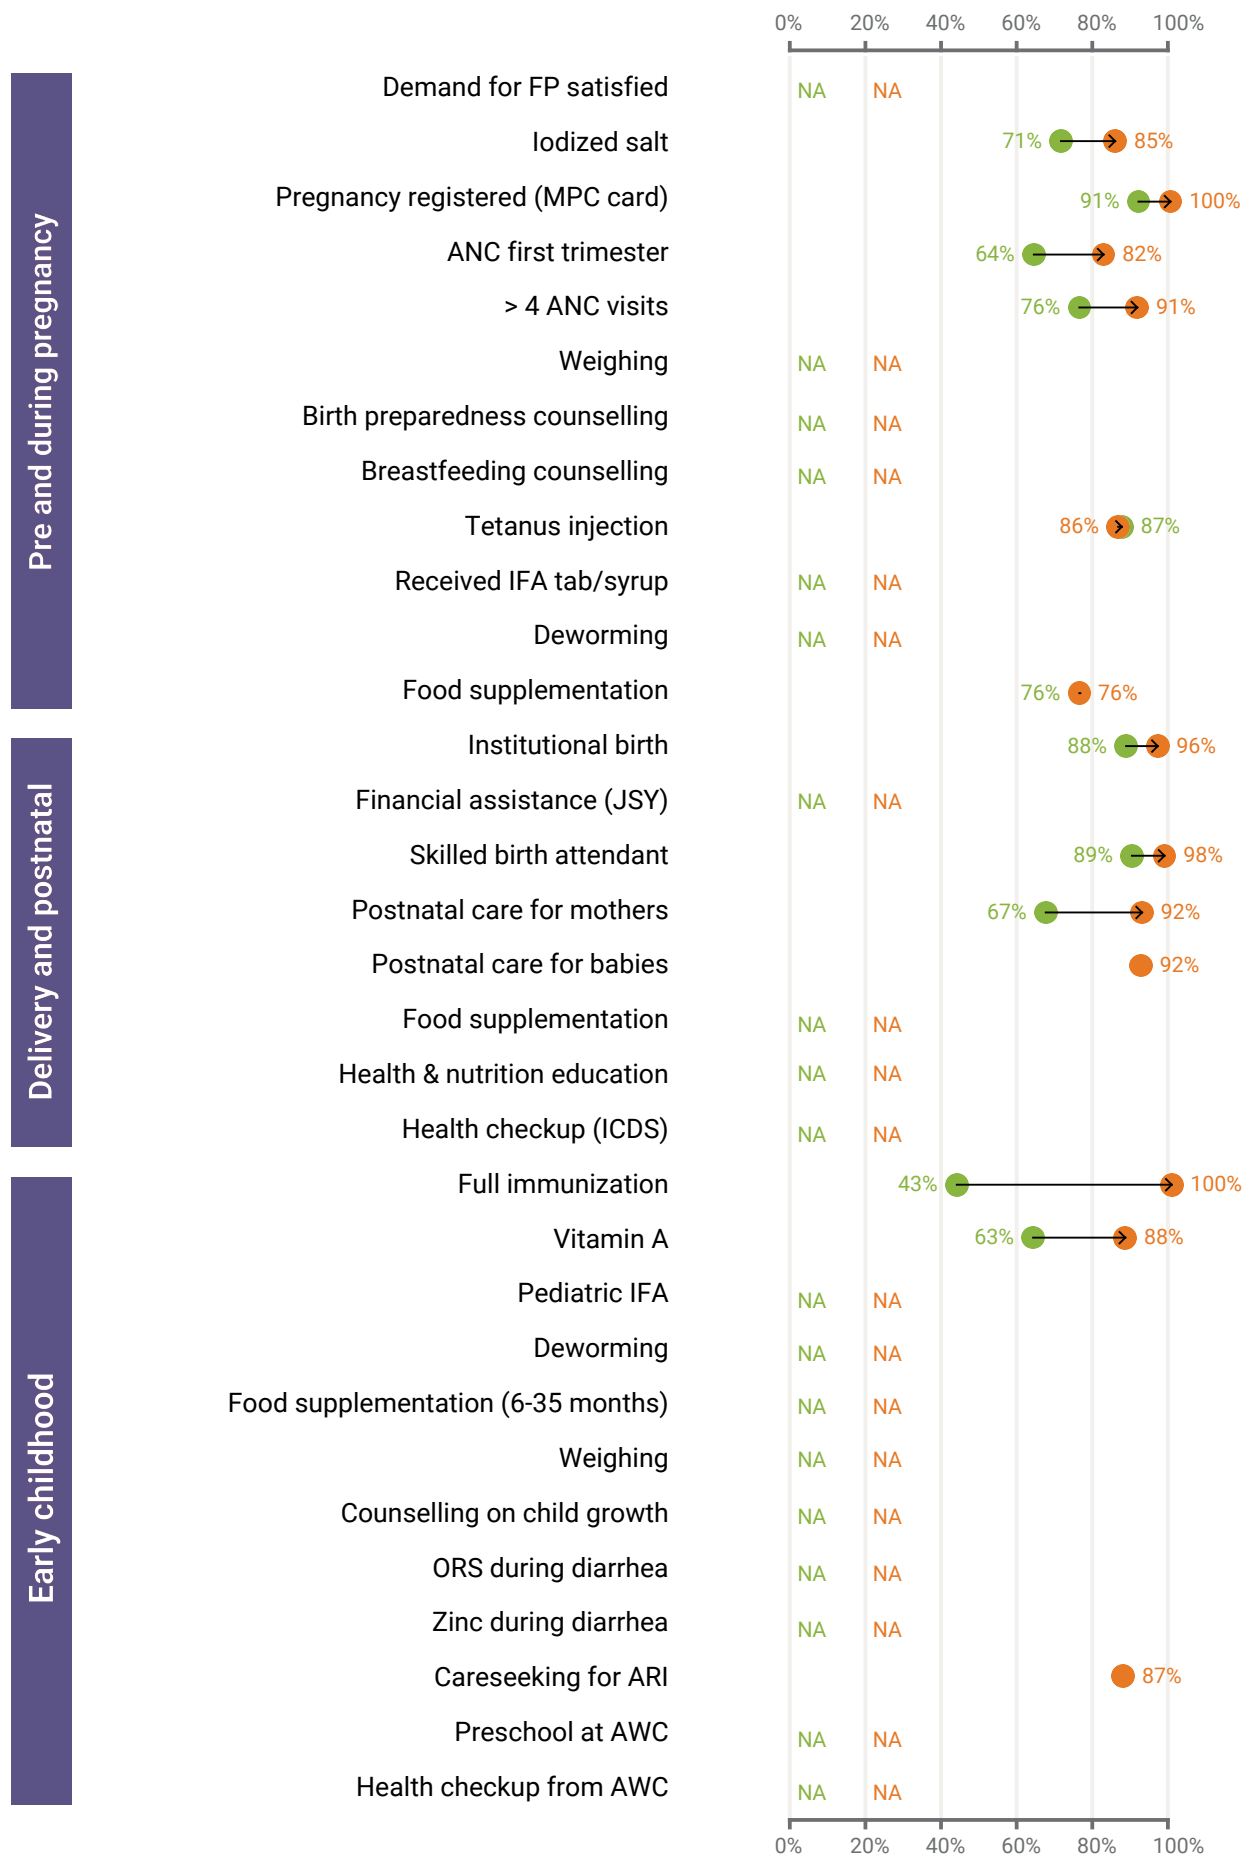 0% 20% 40% 60% 80% 100%
Pre and during pregnancy
Demand for FP satisfied NA NA
Iodized salt 71% 85%
Pregnancy registered (MPC card) 91% 100%
ANC first trimester 64% 82%
> 4 ANC visits 76% 91%
Weighing NA NA
Birth preparedness counselling NA NA
Breastfeeding counselling NA NA
Tetanus injection 86% 87%
Received IFA tab/syrup NA NA
Deworming NA NA
Food supplementation 76% 76%
Delivery and postnatal
Institutional birth 88% 96%
Financial assistance (JSY) NA NA
Skilled birth attendant 89% 98%
Postnatal care for mothers 67% 92%
Postnatal care for babies 92%
Food supplementation NA NA
Health & nutrition education NA NA
Health checkup (ICDS) NA NA
Early childhood
Full immunization 43% 100%
Vitamin A 63% 88%
Pediatric IFA NA NA
Deworming NA NA
Food supplementation (6-35 months) NA NA
Weighing NA NA
Counselling on child growth NA NA
ORS during diarrhea NA NA
Zinc during diarrhea NA NA
Careseeking for ARI 87%
Preschool at AWC NA NA
Health checkup from AWC NA NA
0% 20% 40% 60% 80% 100%